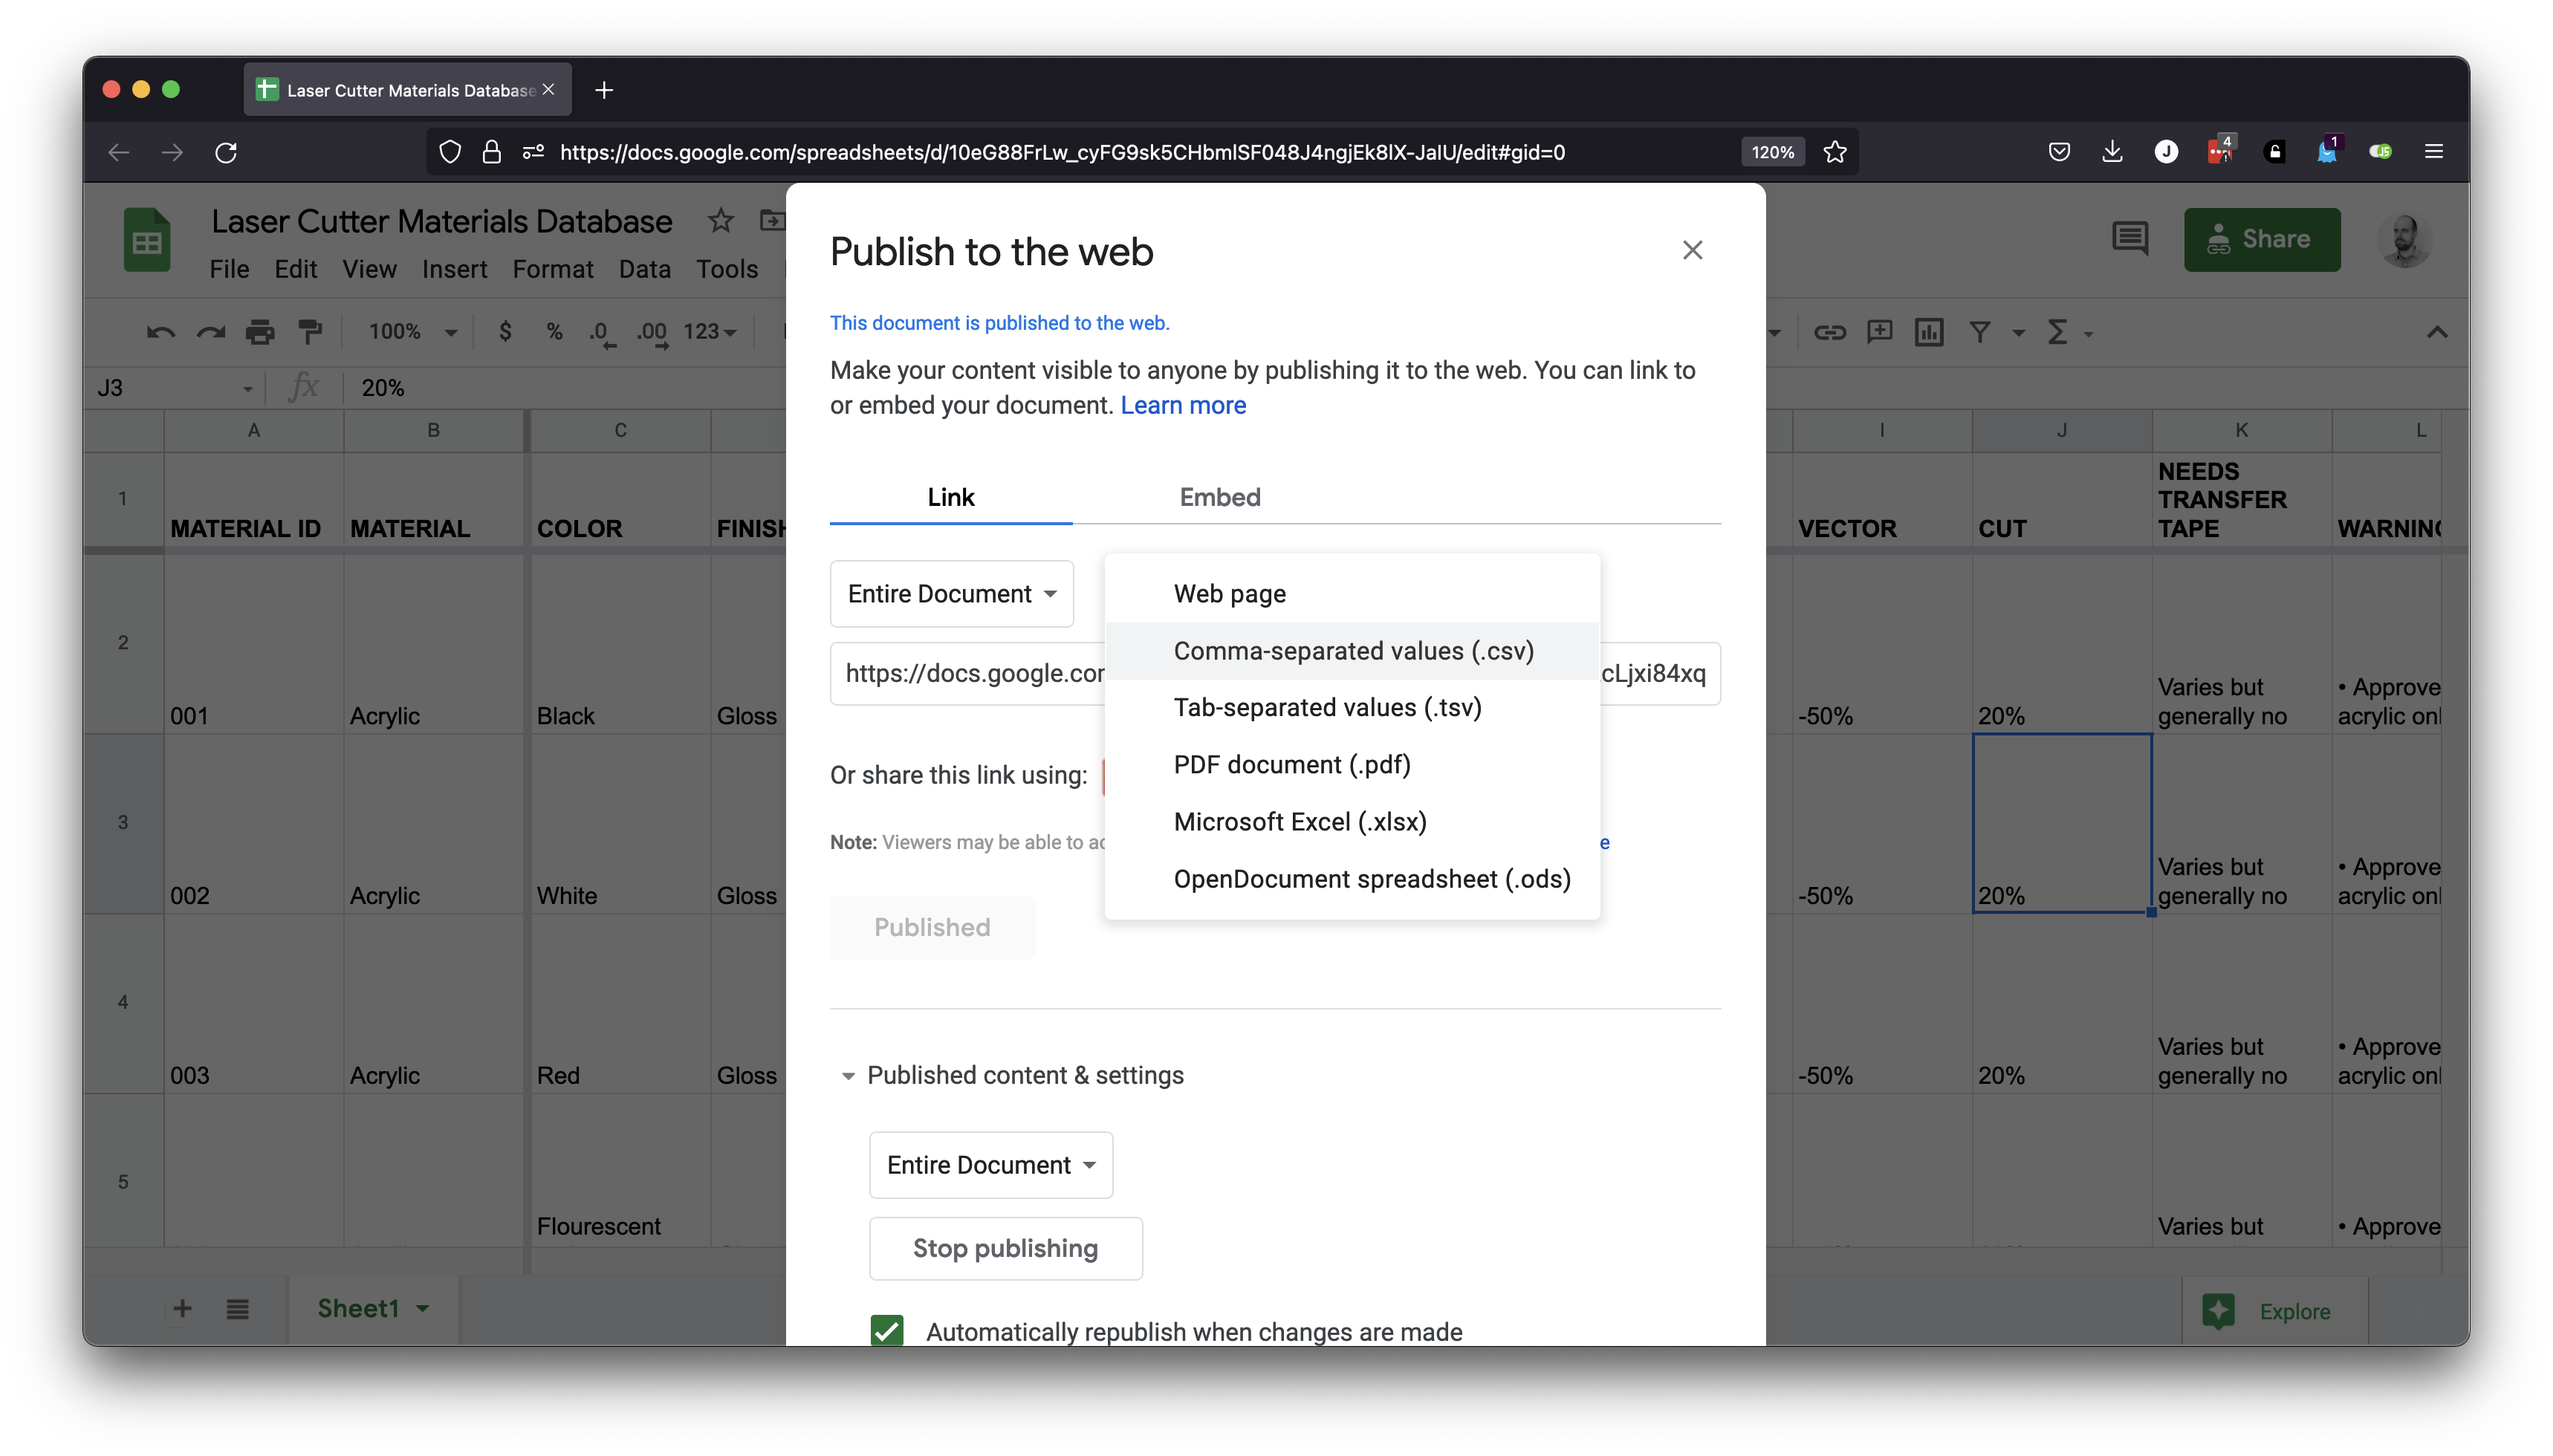 Laser Cutter Materials Database
https://docs.google.com/spreadsheets/d/10eG88FrLw_cyFG9sk5CHbmlSF048J4ngjEk8lX-JalU/edit#gid=0
120%
J
4
1
JS
Laser Cutter Materials Database
File Edit View Insert Format Data Tools
Share
100%
$ % .0 .00 123
J3
fx
20%
A B C I J K L
1
MATERIAL ID MATERIAL COLOR FINISH VECTOR CUT
NEEDS
TRANSFER
TAPE
WARNING
2
001 Acrylic Black Gloss -50% 20%
Varies but
generally no
• Approve
acrylic onl
3
002 Acrylic White Gloss -50% 20%
Varies but
generally no
• Approve
acrylic onl
4
003 Acrylic Red Gloss -50% 20%
Varies but
generally no
• Approve
acrylic onl
5
Flourescent
Varies but
• Approve
Sheet1
Explore
Publish to the web
This document is published to the web.
Make your content visible to anyone by publishing it to the web. You can link to
or embed your document. Learn more
Link Embed
Entire Document
Web page
Comma-separated values (.csv)
Tab-separated values (.tsv)
PDF document (.pdf)
Microsoft Excel (.xlsx)
OpenDocument spreadsheet (.ods)
https://docs.google.com
cLjxi84xq
Or share this link using:
Note: Viewers may be able to ac
e
Published
Published content & settings
Entire Document
Stop publishing
Automatically republish when changes are made